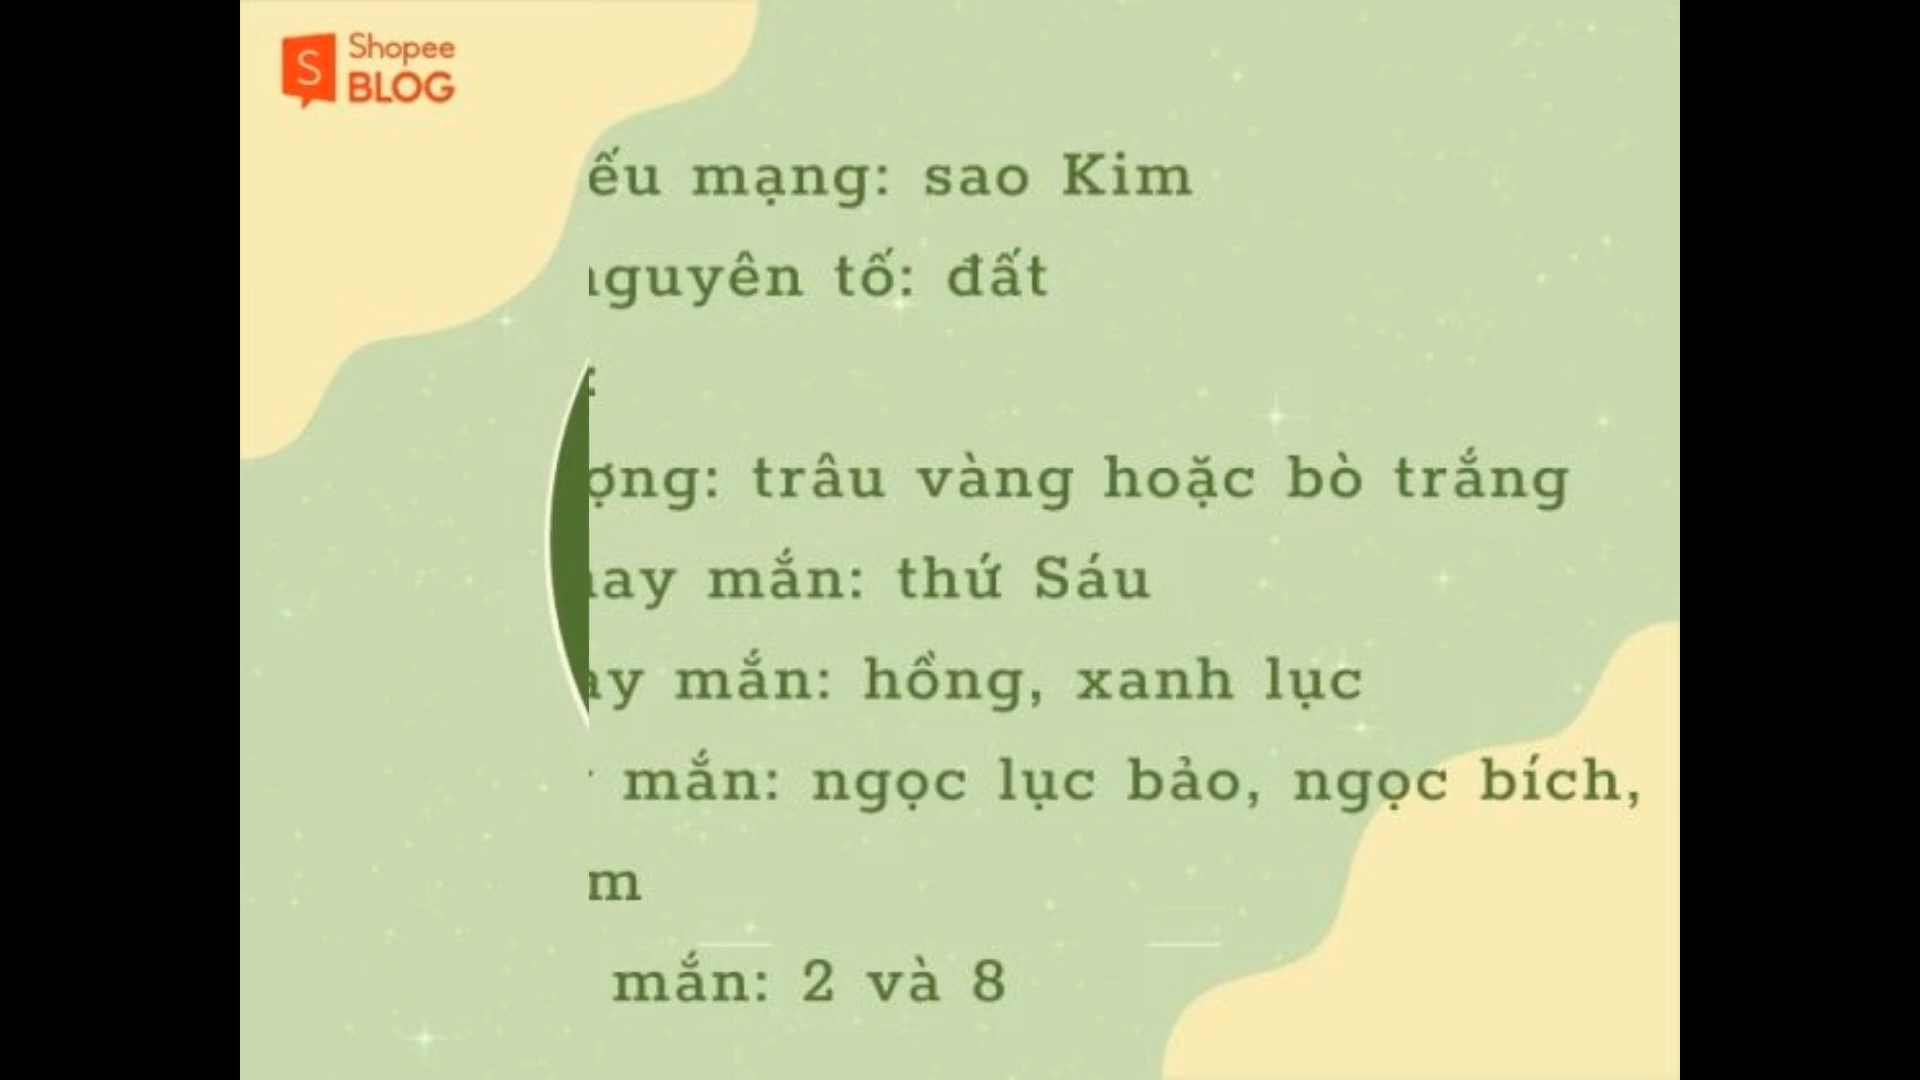 Shopee
BLOG
ếu mạng: sao Kim
nguyên tố: đất
:
ợng: trâu vàng hoặc bò trắng
ay mắn: thứ Sáu
ay mắn: hồng, xanh lục
mắn: ngọc lục bảo, ngọc bích,
m
mắn: 2 và 8